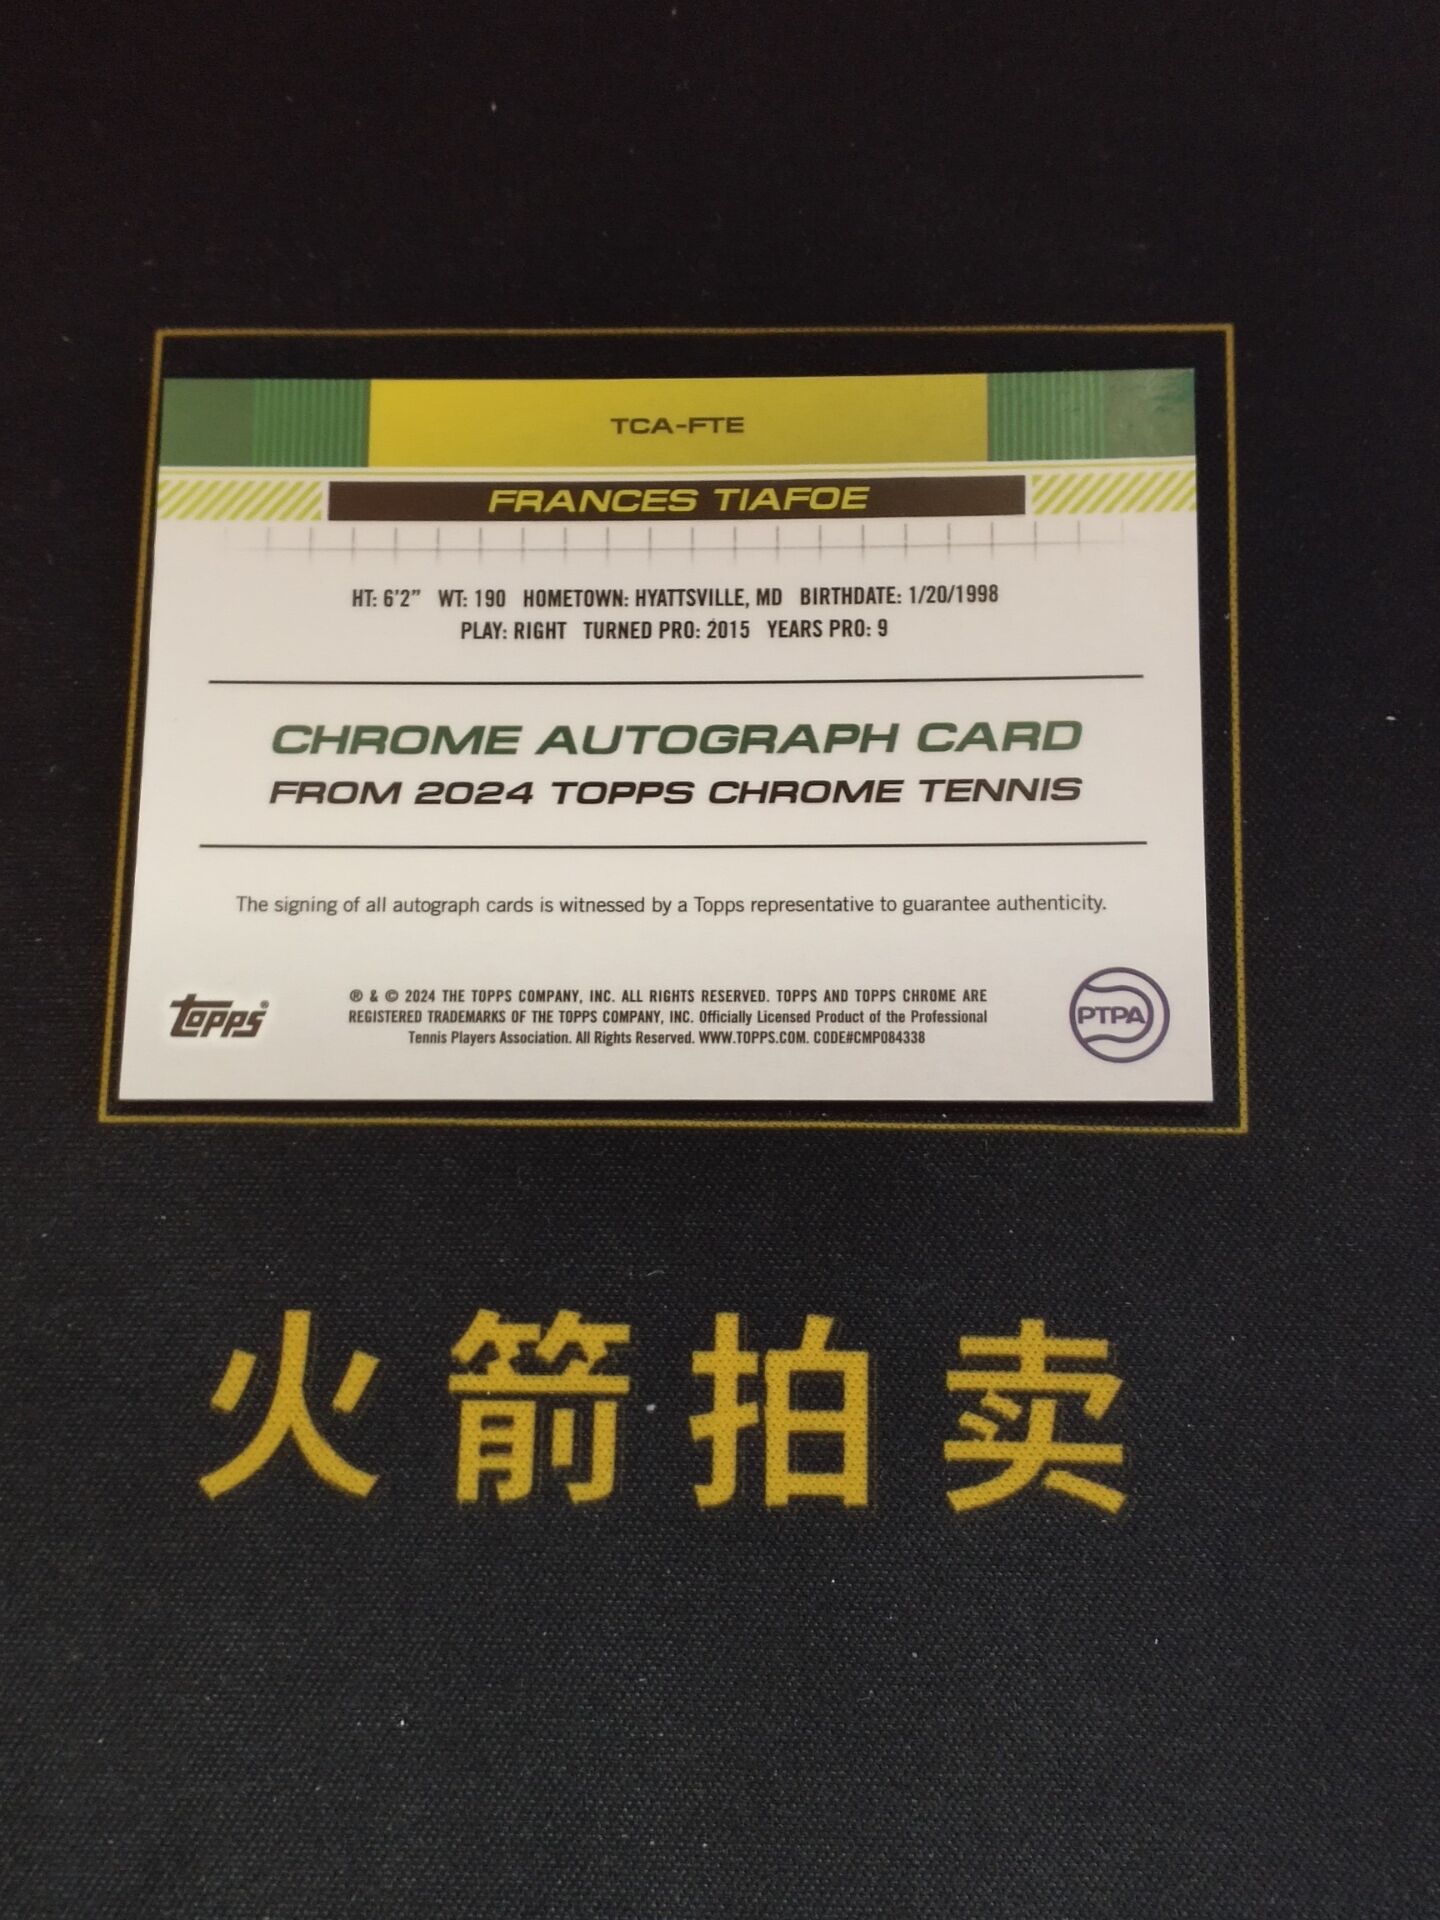 TCA-FTE
FRANCES TIAFOE
HT: 6'2” WT: 190 HOMETOWN: HYATTSVILLE, MD BIRTHDATE: 1/20/1998
PLAY: RIGHT TURNED PRO: 2015 YEARS PRO: 9
CHROME AUTOGRAPH CARD
FROM 2024 TOPPS CHROME TENNIS
The signing of all autograph cards is witnessed by a Topps representative to guarantee authenticity.
Topps®
® & © 2024 THE TOPPS COMPANY, INC. ALL RIGHTS RESERVED. TOPPS AND TOPPS CHROME ARE
REGISTERED TRADEMARKS OF THE TOPPS COMPANY, INC. Officially Licensed Product of the Professional
Tennis Players Association. All Rights Reserved. WWW.TOPPS.COM. CODE#CMP084338
PTPA
火箭拍卖